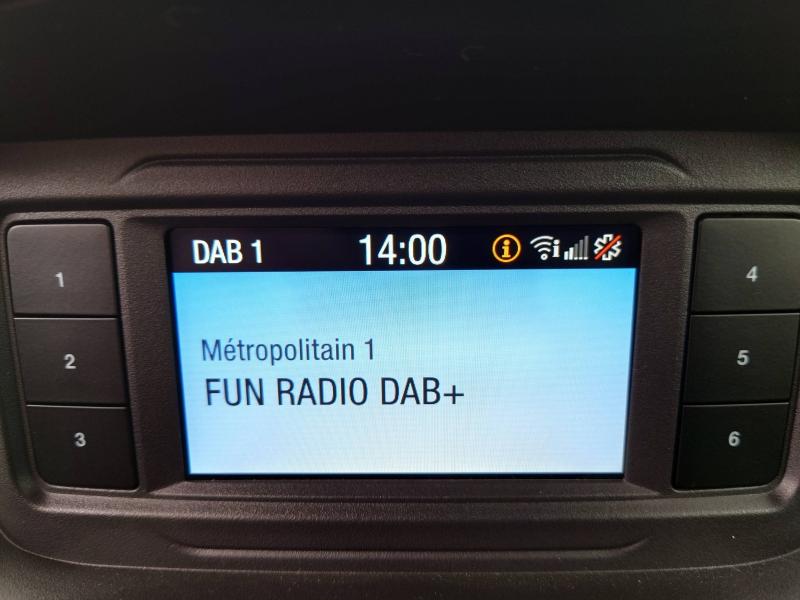 DAB 1 14:00
Métropolitain 1
FUN RADIO DAB+
1
2
3
4
5
6